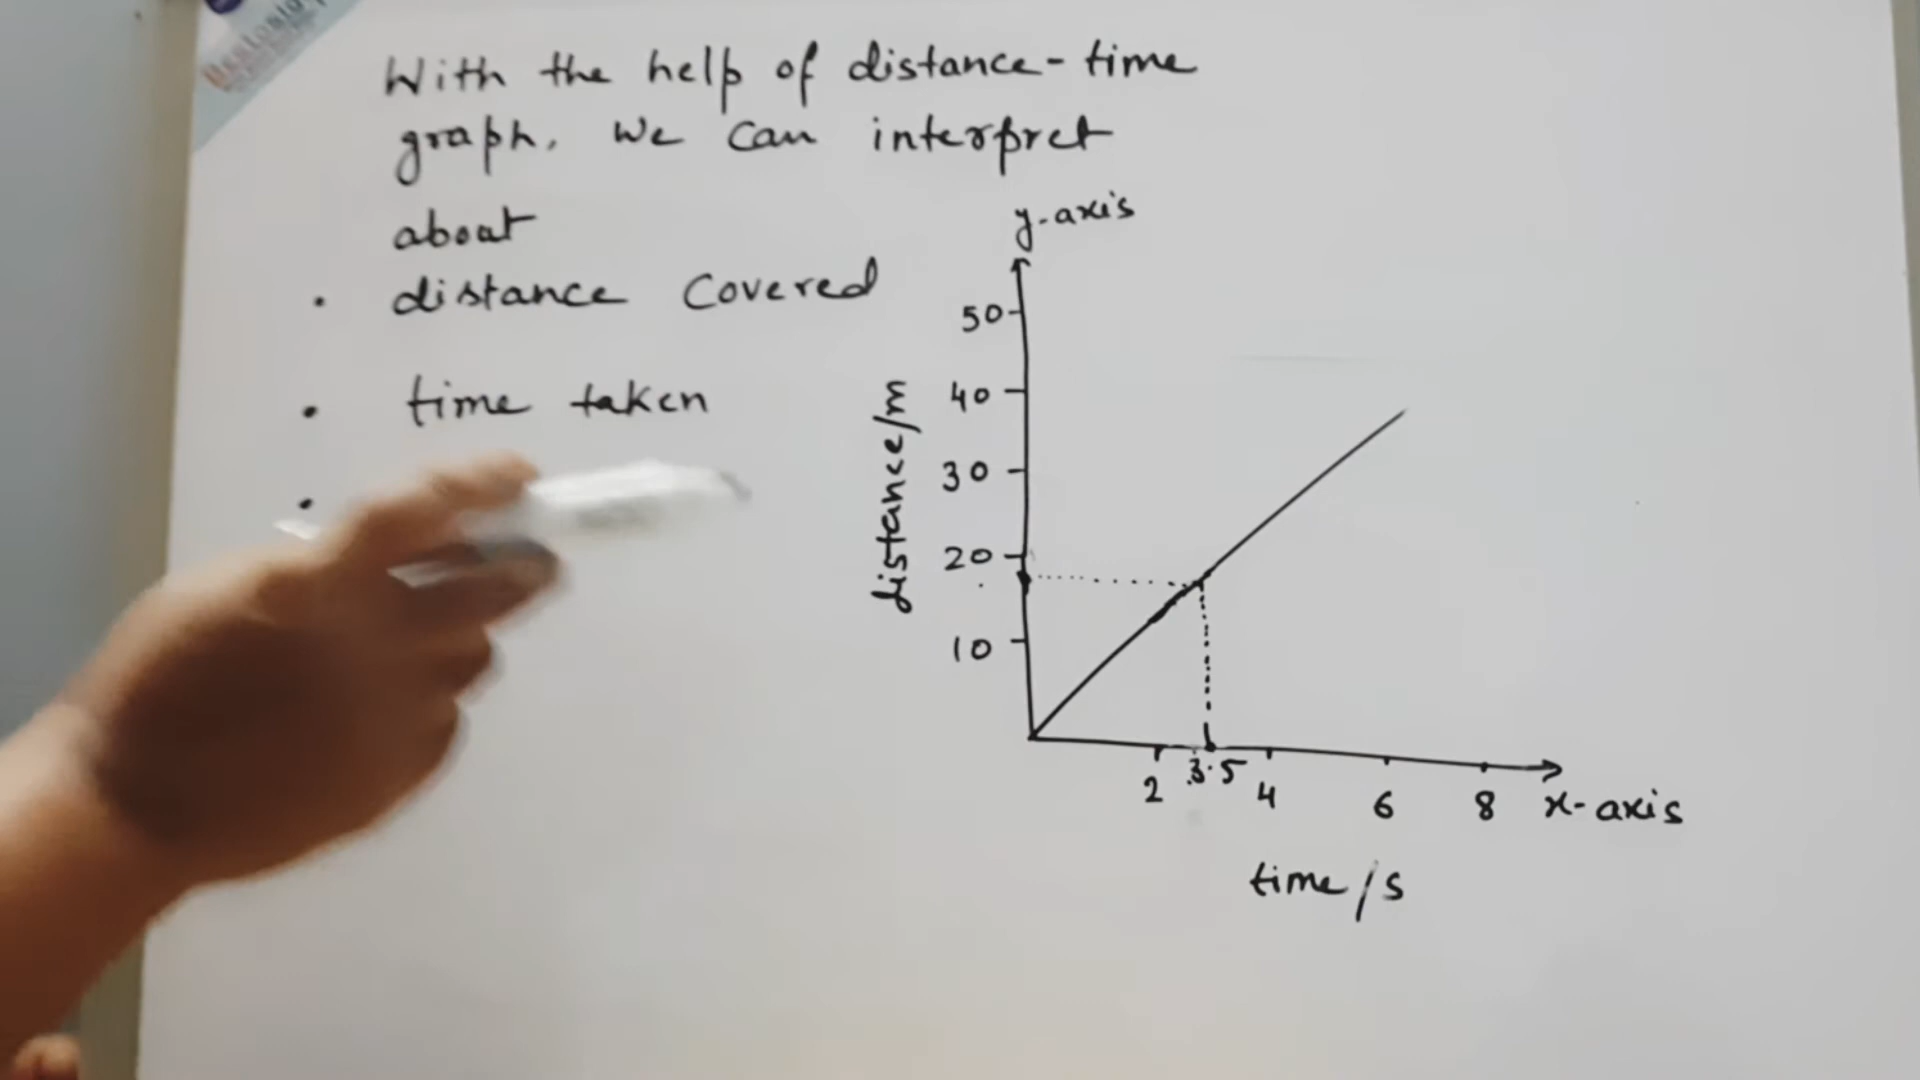 With the help of distance-time
graph, we can interpret
about
• distance covered
• time taken
•
y-axis
50
40
30
20
10
distance/m
2 3.5 4 6 8 x-axis
time/s